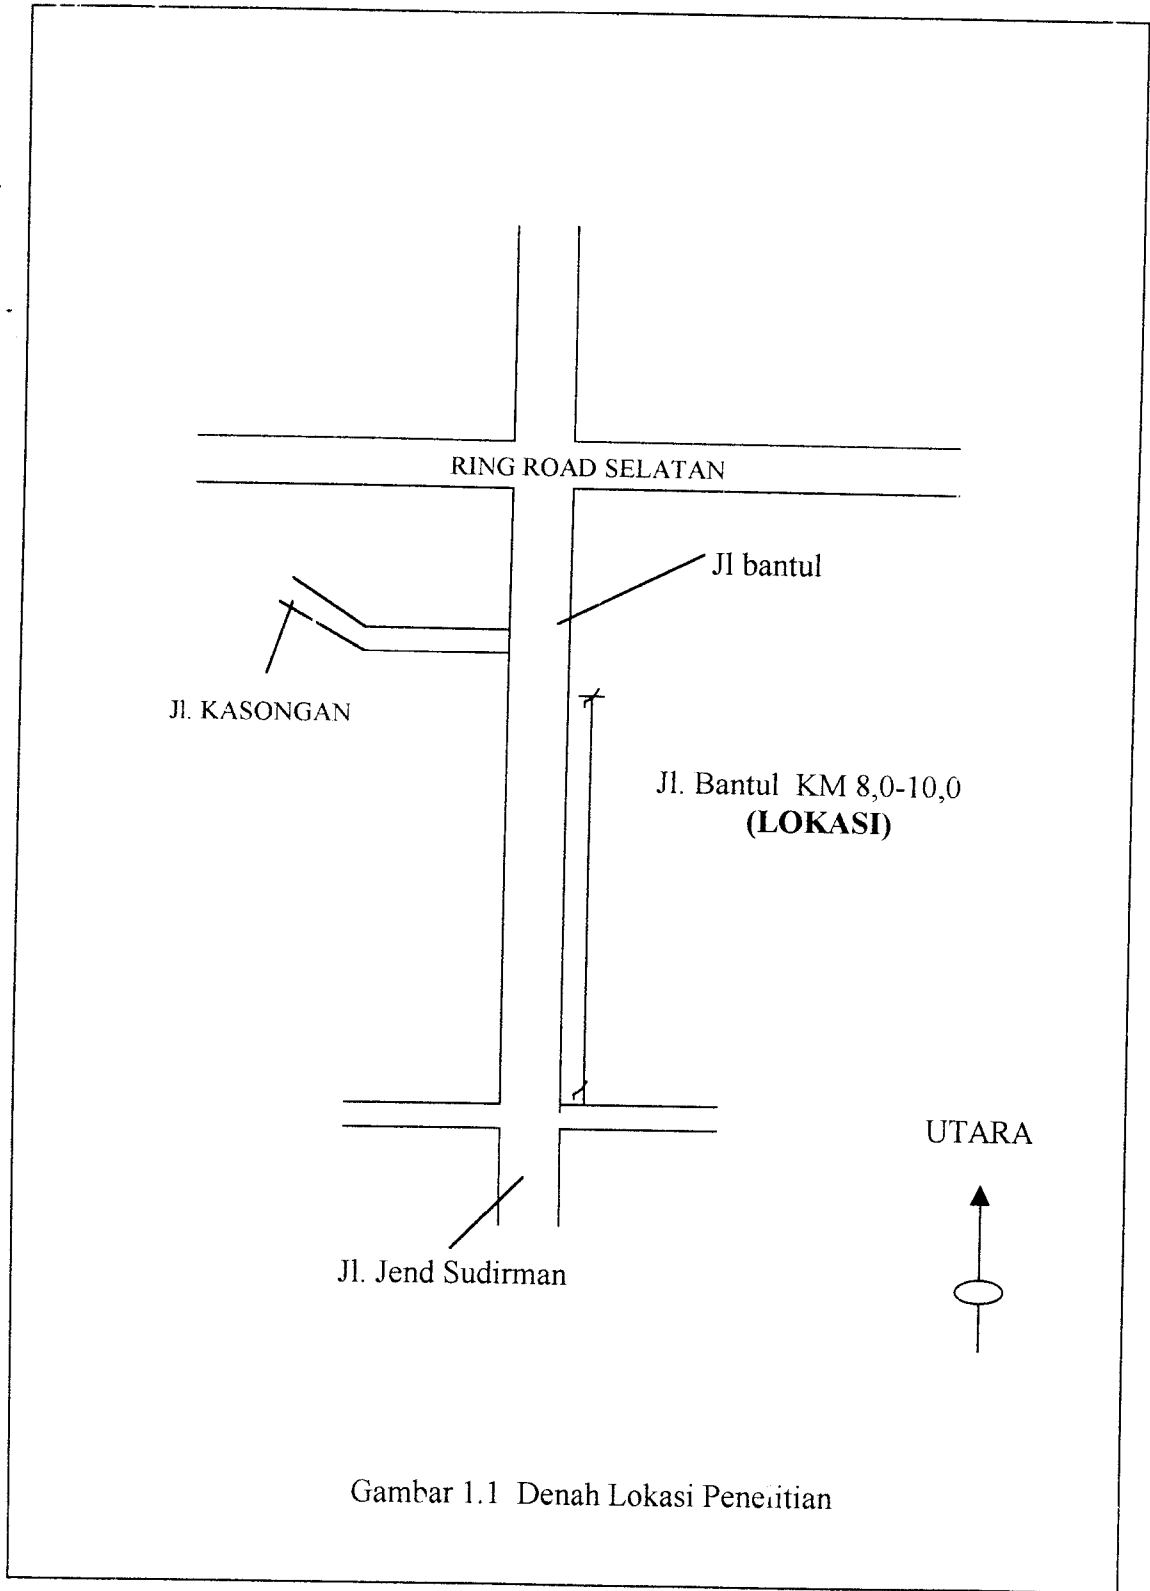 RING ROAD SELATAN
Jl bantul
Jl. KASONGAN
Jl. Bantul KM 8,0-10,0
(LOKASI)
UTARA
Jl. Jend Sudirman
Gambar 1.1 Denah Lokasi Penelitian